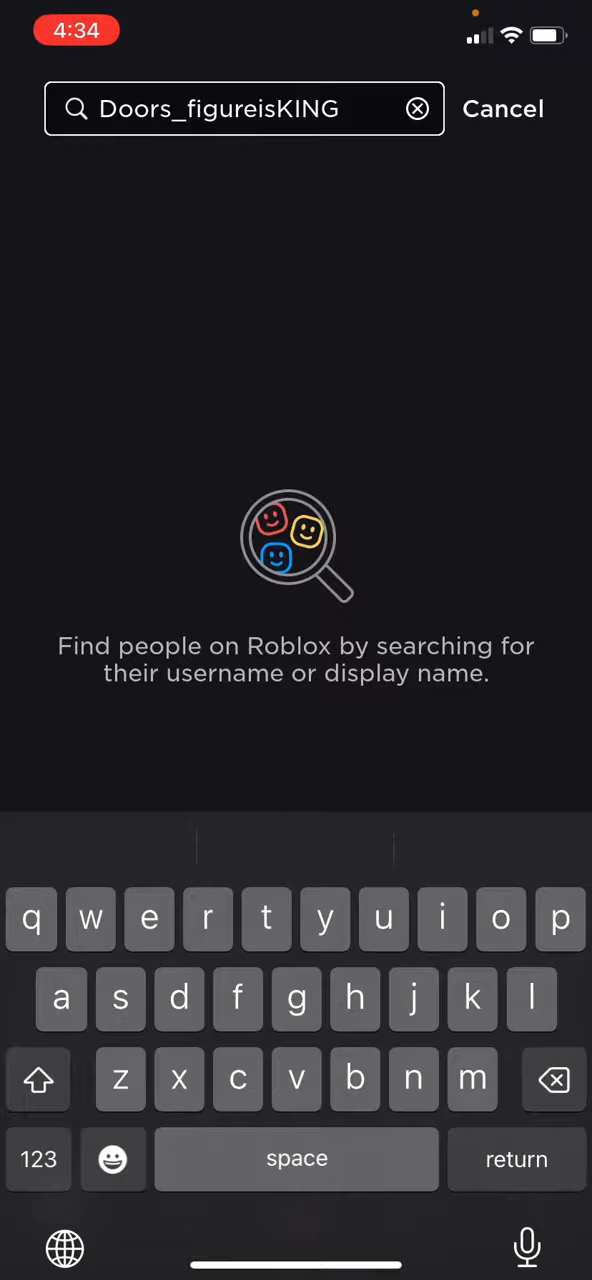 4:34
Doors_figureisKING
Cancel
Find people on Roblox by searching for
their username or display name.
q w e r t y u i o p
a s d f g h j k l
z x c v b n m
123 space return